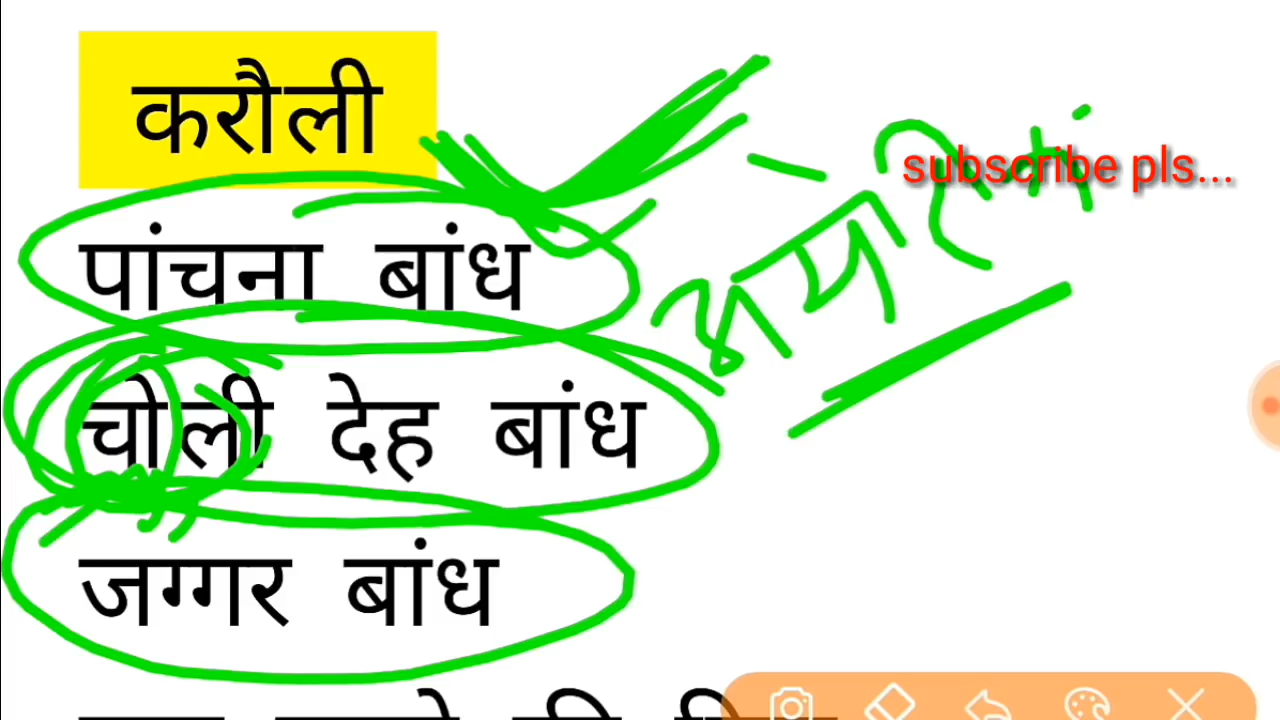 करौली
subscribe pls...
पांचना बांध
चोली देह बांध
जग्गर बांध